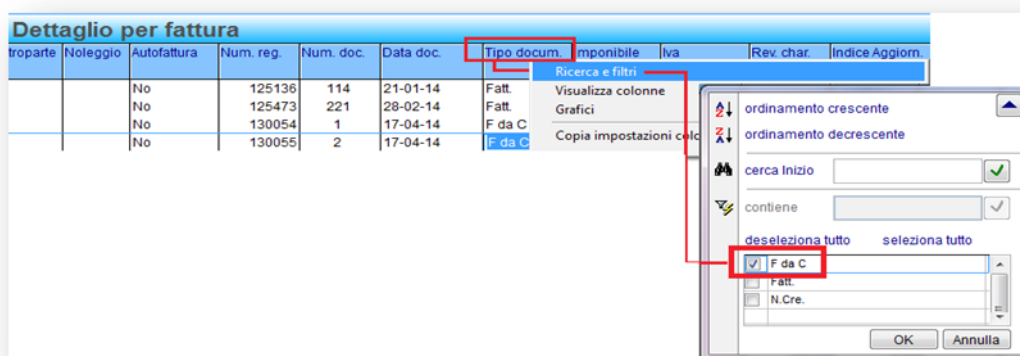 Dettaglio per fattura
troparte Noleggio Autofattura Num. reg. Num. doc. Data doc. Tipo docum. Imponibile Iva Rev. char. Indice Aggiorn.
No 125136 114 21-01-14 Fatt.
No 125473 221 28-02-14 Fatt.
No 130054 1 17-04-14 F da C
No 130055 2 17-04-14 F da C
Ricerca e filtri
Visualizza colonne
Grafici
Copia impostazioni
ordinamento crescente
ordinamento decrescente
cerca Inizio
contiene
deseleziona tutto seleziona tutto
F da C
Fatt.
N.Cre.
OK Annulla